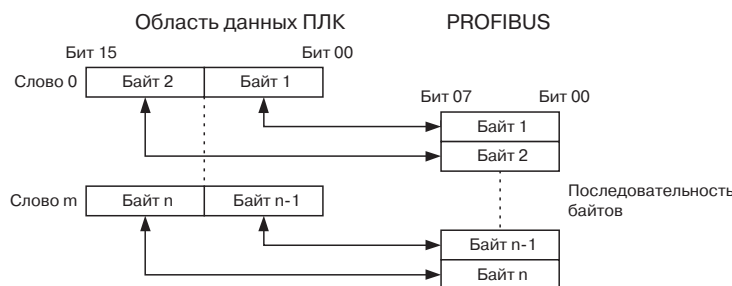 Область данных ПЛК PROFIBUS
Бит 15 Бит 00
Слово 0 Байт 2 Байт 1
Бит 07 Бит 00
Байт 1
Байт 2
Слово m Байт n Байт n-1
Последовательность
байтов
Байт n-1
Байт n